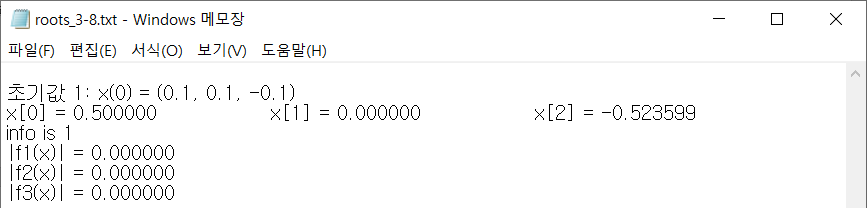 roots_3-8.txt - Windows 메모장
파일(F) 편집(E) 서식(O) 보기(V) 도움말(H)
초기값 1: x(0) = (0.1, 0.1, -0.1)
x[0] = 0.500000 x[1] = 0.000000 x[2] = -0.523599
info is 1
|f1(x)| = 0.000000
|f2(x)| = 0.000000
|f3(x)| = 0.000000